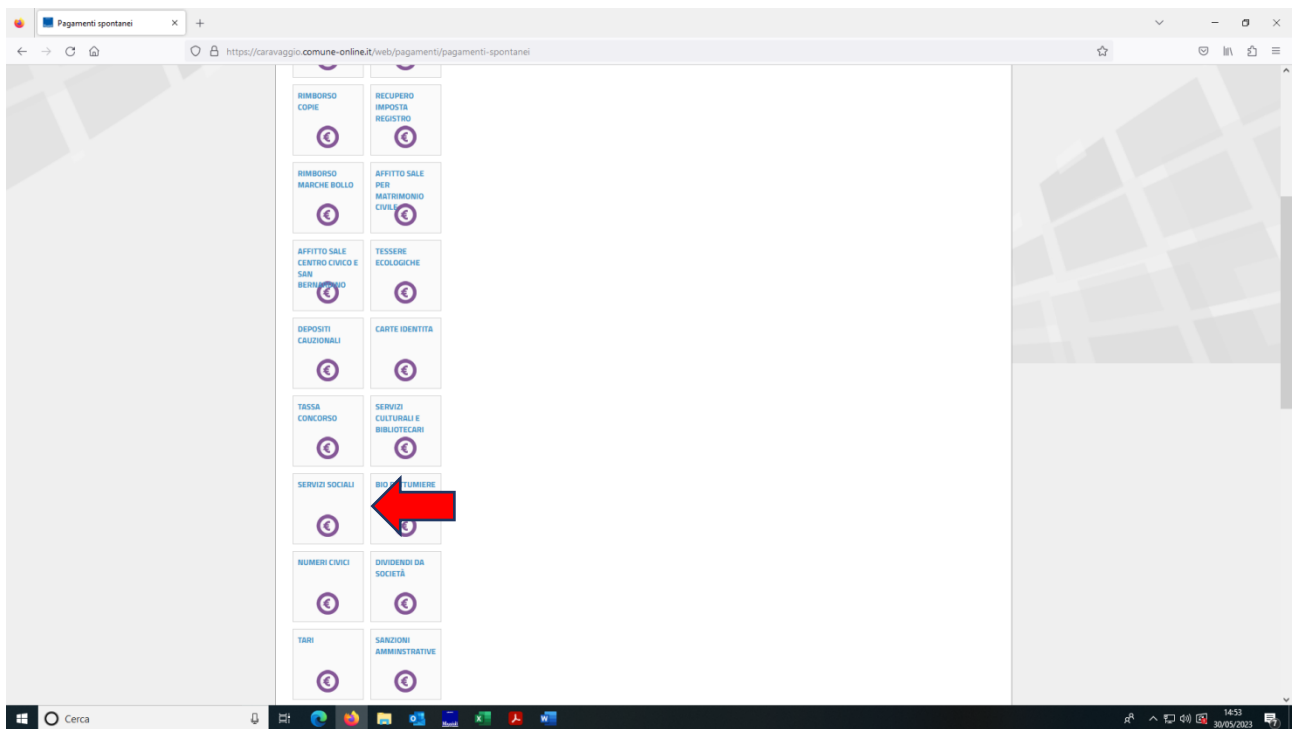 Pagamenti spontanei
https://caravaggio.comune-online.it/web/pagamenti/pagamenti-spontanei
RIMBORSO
COPIE
RECUPERO
IMPOSTA
REGISTRO
RIMBORSO
MARCHE BOLLO
AFFITTO SALE
PER
MATRIMONIO
CIVILE
AFFITTO SALE
CENTRO CIVICO E
SAN
TESSERE
ECOLOGICHE
DEPOSITI
CAUZIONALI
CARTE IDENTITA
TASSA
CONCORSO
SERVIZI
CULTURALI E
BIBLIOTECARI
SERVIZI SOCIALI
BIO
NUMERI CIVICI
DIVIDENDI DA
SOCIETÀ
TARI
SANZIONI
AMMINSTRATIVE
Cerca
14:53
30/05/2023